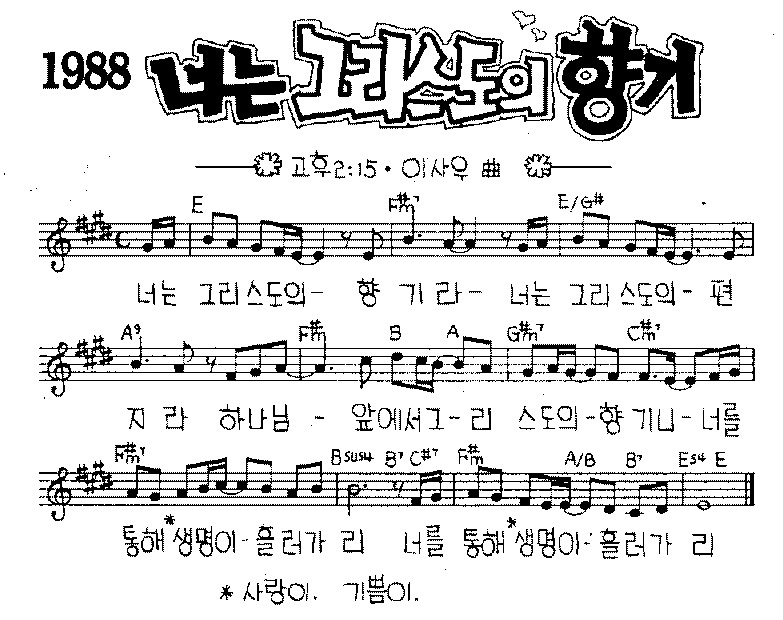 1988 너는 그리스도의 향기
고후2:15 · 이사우 曲
E F#m7 E/G#
너는 그리스도의- 향 기 라- 너는 그리스도의- 편
A9 F#m B A G#m7 C#m7
지 라 하나님 - 앞에서그-리 스도의-향기니-너를
F#m7 Bsus4 B7 C#7 F#m A/B B7 Es4 E
통해*생명이-흘러가 리 너를 통해*생명이-흘러가 리
* 사랑이. 기쁨이.